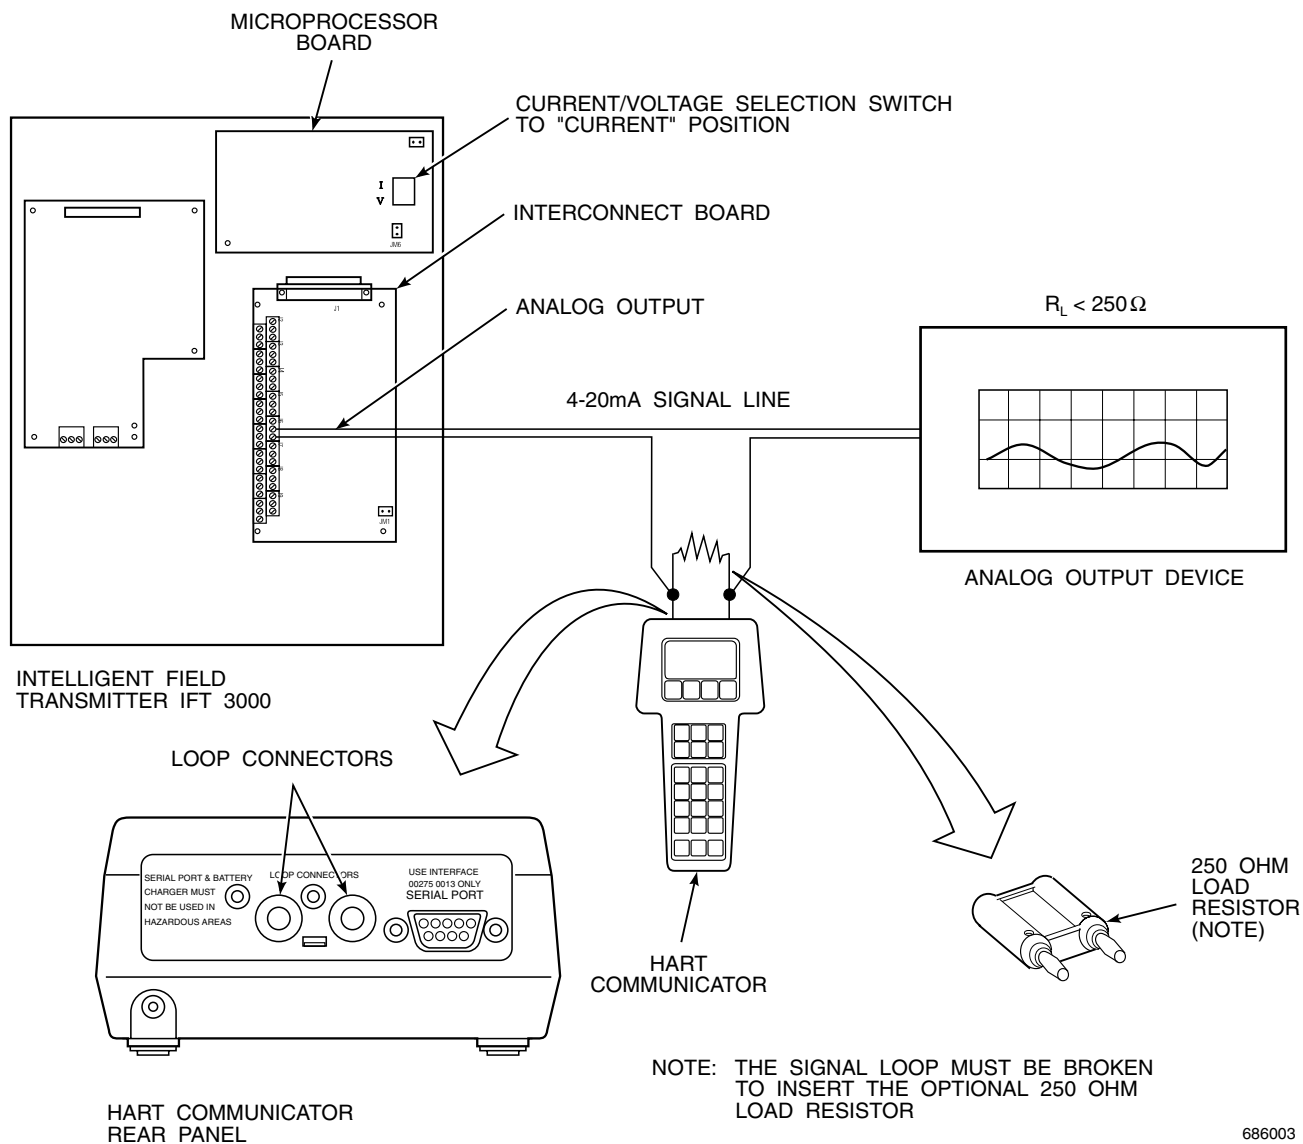 MICROPROCESSOR
BOARD
CURRENT/VOLTAGE SELECTION SWITCH
TO "CURRENT" POSITION
I
V
JM6
INTERCONNECT BOARD
J1
ANALOG OUTPUT
R_L < 250Ω
4-20mA SIGNAL LINE
JM1
ANALOG OUTPUT DEVICE
INTELLIGENT FIELD
TRANSMITTER IFT 3000
LOOP CONNECTORS
SERIAL PORT & BATTERY
CHARGER MUST
NOT BE USED IN
HAZARDOUS AREAS
LOOP CONNECTORS
USE INTERFACE
00275 0013 ONLY
SERIAL PORT
250 OHM
LOAD
RESISTOR
(NOTE)
HART
COMMUNICATOR
NOTE: THE SIGNAL LOOP MUST BE BROKEN
TO INSERT THE OPTIONAL 250 OHM
LOAD RESISTOR
HART COMMUNICATOR
REAR PANEL
686003